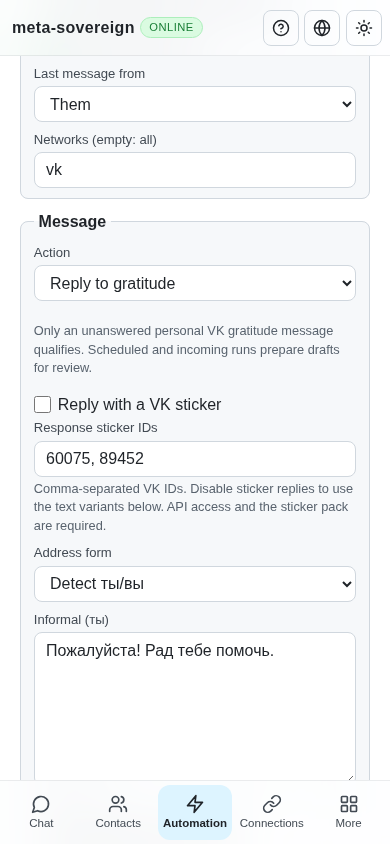 meta-sovereign ONLINE
Last message from
Them
Networks (empty: all)
vk
Message
Action
Reply to gratitude
Only an unanswered personal VK gratitude message
qualifies. Scheduled and incoming runs prepare drafts
for review.
Reply with a VK sticker
Response sticker IDs
60075, 89452
Comma-separated VK IDs. Disable sticker replies to use
the text variants below. API access and the sticker pack
are required.
Address form
Detect ты/вы
Informal (ты)
Пожалуйста! Рад тебе помочь.
Chat Contacts Automation Connections More